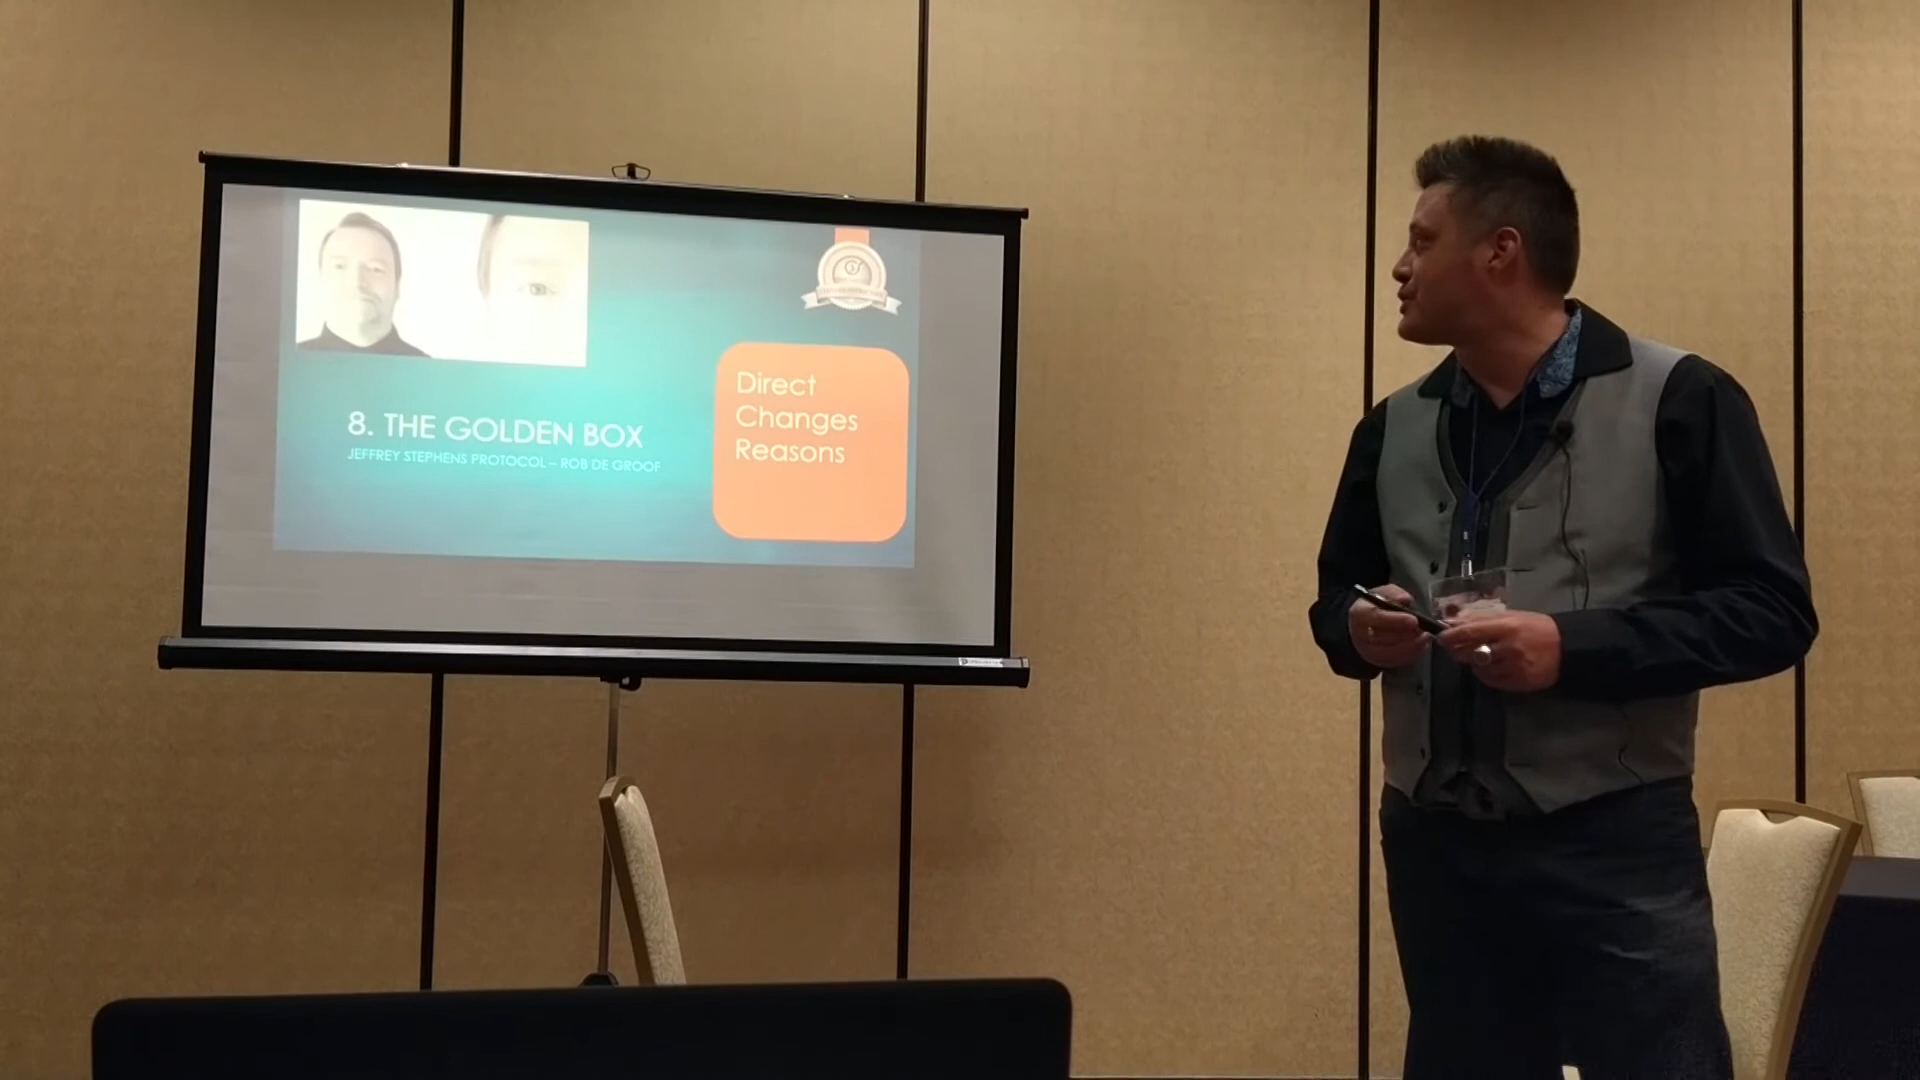 8. THE GOLDEN BOX
JEFFREY STEPHENS PROTOCOL – ROB DE GROOF
Direct
Changes
Reasons